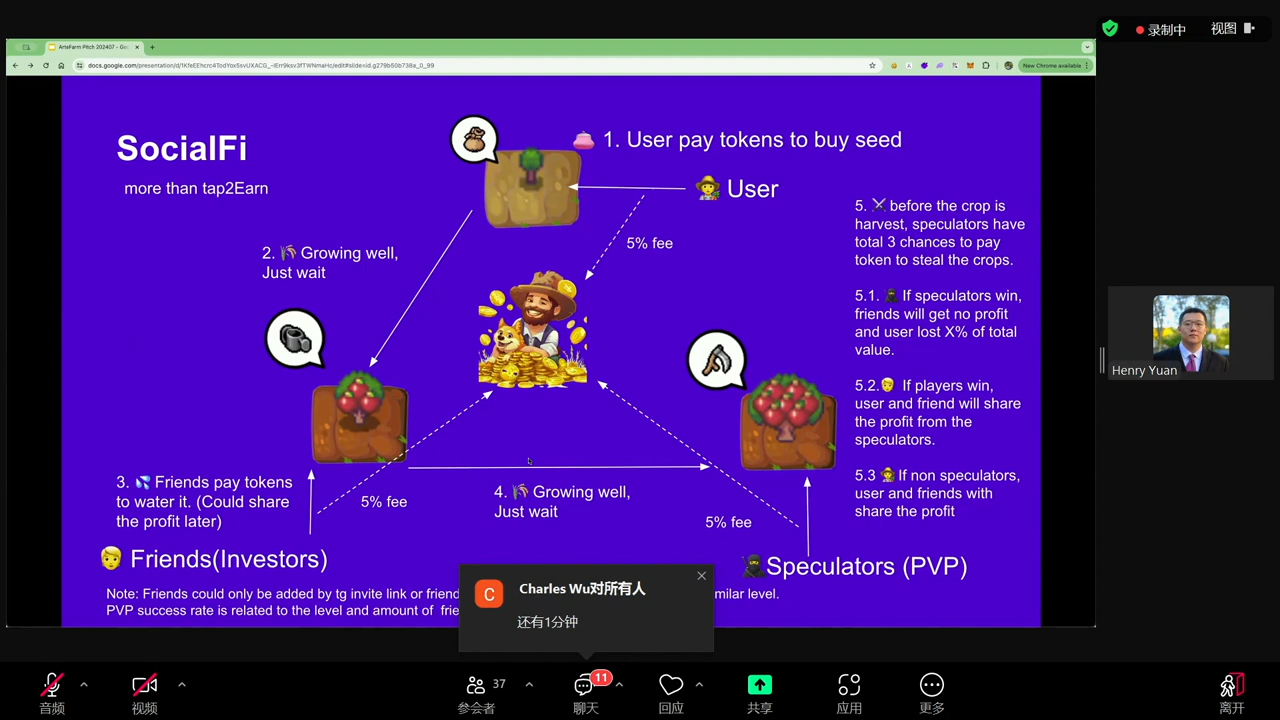 录制中
视图
ArteFarm Pitch 202407 - Goo
New Chrome available
SocialFi
more than tap2Earn
1. User pay tokens to buy seed
User
5% fee
2. Growing well,
Just wait
5. before the crop is
harvest, speculators have
total 3 chances to pay
token to steal the crops.
5.1. If speculators win,
friends will get no profit
and user lost X% of total
value.
5.2. If players win,
user and friend will share
the profit from the
speculators.
5.3 If non speculators,
user and friends with
share the profit
3. Friends pay tokens
to water it. (Could share
the profit later)
5% fee
4. Growing well,
Just wait
5% fee
Friends(Investors)
Speculators (PVP)
Note: Friends could only be added by tg invite link or friend
milar level.
PVP success rate is related to the level and amount of frie
Henry Yuan
C
Charles Wu对所有人
还有1分钟
音频
视频
37
参会者
11
聊天
回应
共享
应用
更多
离开